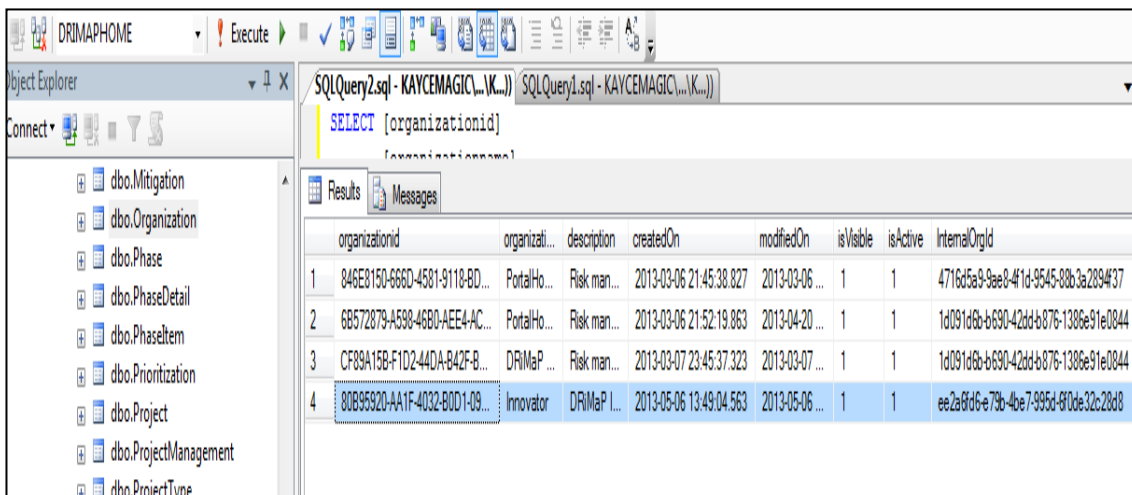 DRIMAPHOME Execute
Object Explorer
SQLQuery2.sql - KAYCEMAGIC\...\K...)) SQLQuery1.sql - KAYCEMAGIC\...\K...))
Connect
SELECT [organizationid]
[organizationname]
dbo.Mitigation
dbo.Organization
dbo.Phase
dbo.PhaseDetail
dbo.PhaseItem
dbo.Prioritization
dbo.Project
dbo.ProjectManagement
dbo.ProjectType
Results Messages
organizationid organizati... description createdOn modifiedOn isVisible isActive InternalOrgId
1 846E8150-666D-4581-9118-BD... PortalHo... Risk man... 2013-03-06 21:45:38.827 2013-03-06 ... 1 1 4716d5a9-9ae8-4f1d-9545-88b3a2894f37
2 6B572879-A598-46B0-AEE4-AC... PortalHo... Risk man... 2013-03-06 21:52:19.863 2013-04-20 ... 1 1 1d091d6b-b690-42dd-b876-1386e91e0844
3 CF89A15B-F1D2-44DA-B42F-B... DRiMaP ... Risk man... 2013-03-07 23:45:37.323 2013-03-07 ... 1 1 1d091d6b-b690-42dd-b876-1386e91e0844
4 80B95920-AA1F-4032-B0D1-09... Innovator DRiMaP I... 2013-05-06 13:49:04.563 2013-05-06 ... 1 1 ee2a6fd6-e79b-4be7-995d-6f0de32c28d8